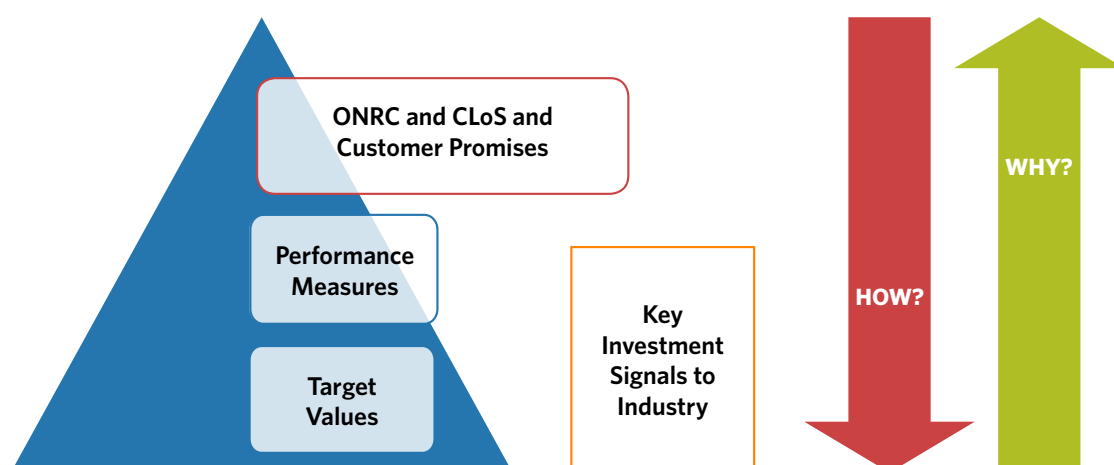 ONRC and CLoS and
Customer Promises
Performance
Measures
Target
Values
Key
Investment
Signals to
Industry
HOW?
WHY?